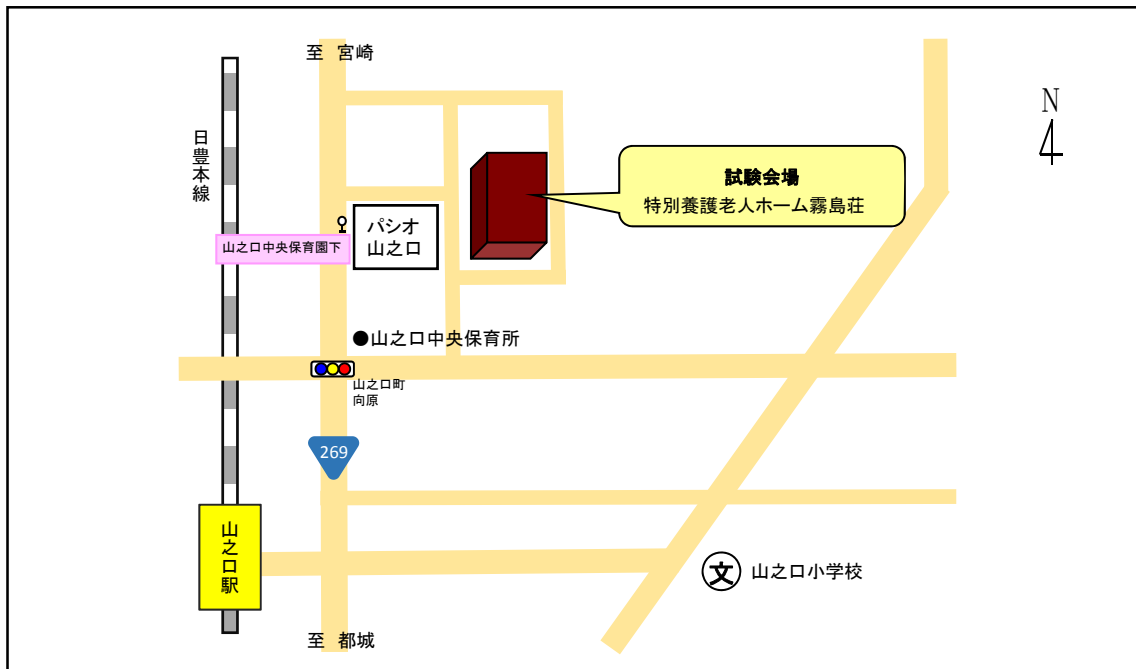 至 宮崎
N
日豊本線
試験会場
特別養護老人ホーム霧島荘
パシオ
山之口
山之口中央保育園下
●山之口中央保育所
山之口町
向原
269
山之口駅
文
山之口小学校
至 都城